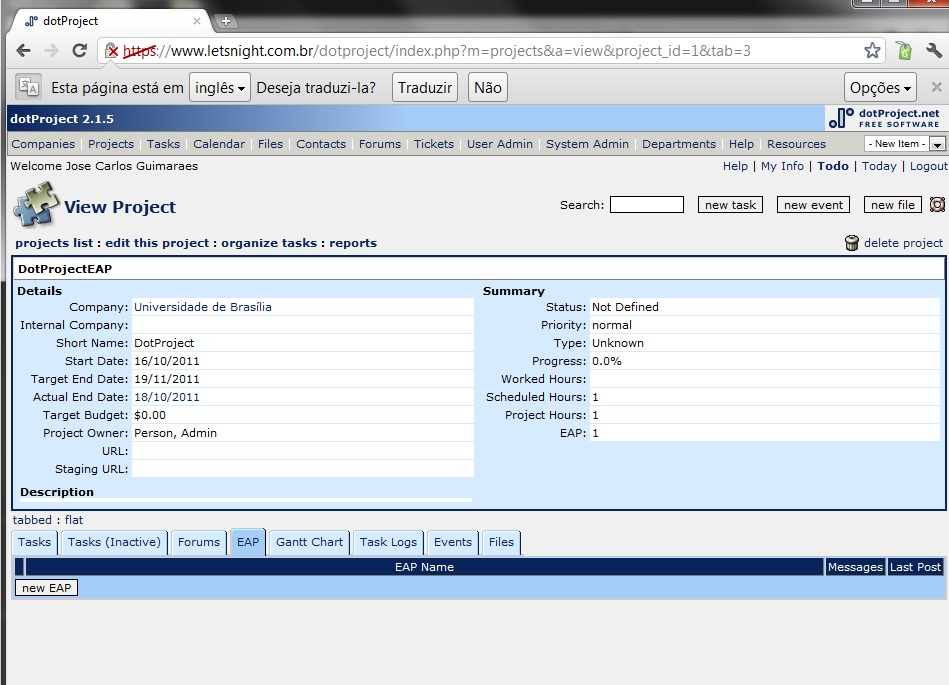 dotProject
https://www.letsnight.com.br/dotproject/index.php?m=projects&a=view&project_id=1&tab=3
Esta página está em inglês Deseja traduzi-la? Traduzir Não Opções
dotProject 2.1.5
dotProject.net
FREE SOFTWARE
Companies | Projects | Tasks | Calendar | Files | Contacts | Forums | Tickets | User Admin | System Admin | Departments | Help | Resources - New Item -
Welcome Jose Carlos Guimaraes Help | My Info | Todo | Today | Logout
View Project Search: new task new event new file
projects list : edit this project : organize tasks : reports delete project
DotProjectEAP
Details
Company: Universidade de Brasília
Internal Company:
Short Name: DotProject
Start Date: 16/10/2011
Target End Date: 19/11/2011
Actual End Date: 18/10/2011
Target Budget: $0.00
Project Owner: Person, Admin
URL:
Staging URL:
Description
Summary
Status: Not Defined
Priority: normal
Type: Unknown
Progress: 0.0%
Worked Hours:
Scheduled Hours: 1
Project Hours: 1
EAP: 1
tabbed : flat
Tasks Tasks (Inactive) Forums EAP Gantt Chart Task Logs Events Files
EAP Name Messages Last Post
new EAP